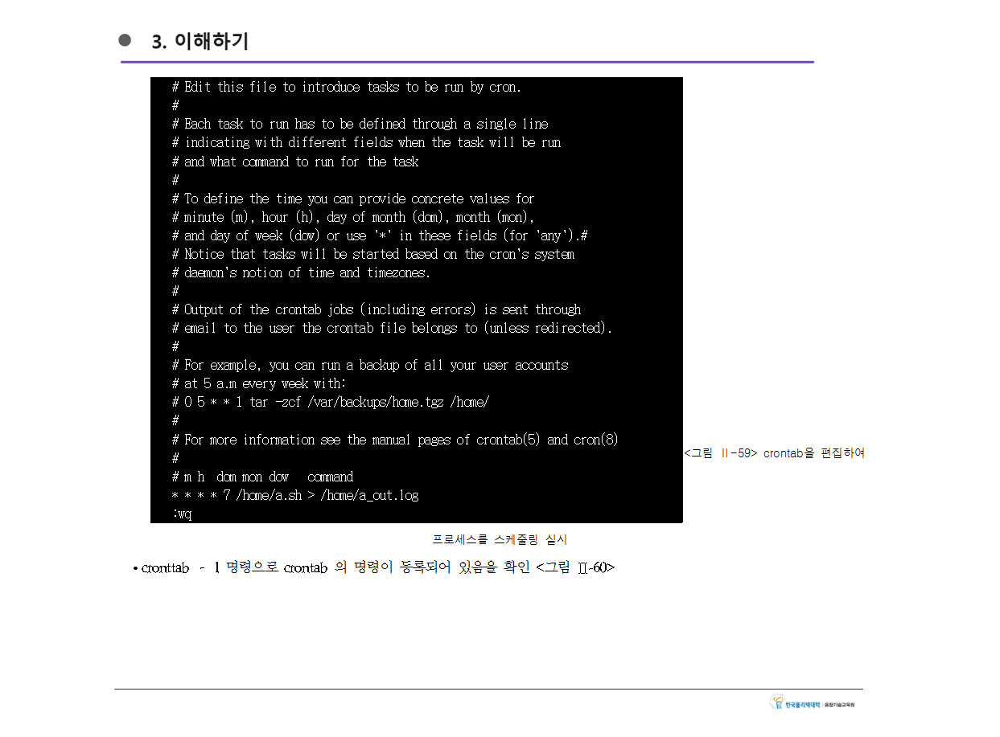 ● 3. 이해하기
# Edit this file to introduce tasks to be run by cron.
#
# Each task to run has to be defined through a single line
# indicating with different fields when the task will be run
# and what command to run for the task
#
# To define the time you can provide concrete values for
# minute (m), hour (h), day of month (dom), month (mon),
# and day of week (dow) or use '*' in these fields (for 'any').#
# Notice that tasks will be started based on the cron's system
# daemon's notion of time and timezones.
#
# Output of the crontab jobs (including errors) is sent through
# email to the user the crontab file belongs to (unless redirected).
#
# For example, you can run a backup of all your user accounts
# at 5 a.m every week with:
# 0 5 * * 1 tar -zcf /var/backups/home.tgz /home/
#
# For more information see the manual pages of crontab(5) and cron(8)
#
# m h  dom mon dow   command
* * * * 7 /home/a.sh > /home/a_out.log
:wq
<그림 Ⅱ-59> crontab을 편집하여
프로세스를 스케줄링 실시
• cronttab - l 명령으로 crontab 의 명령이 등록되어 있음을 확인 <그림 Ⅱ-60>
한국폴리텍대학 | 융합기술교육원